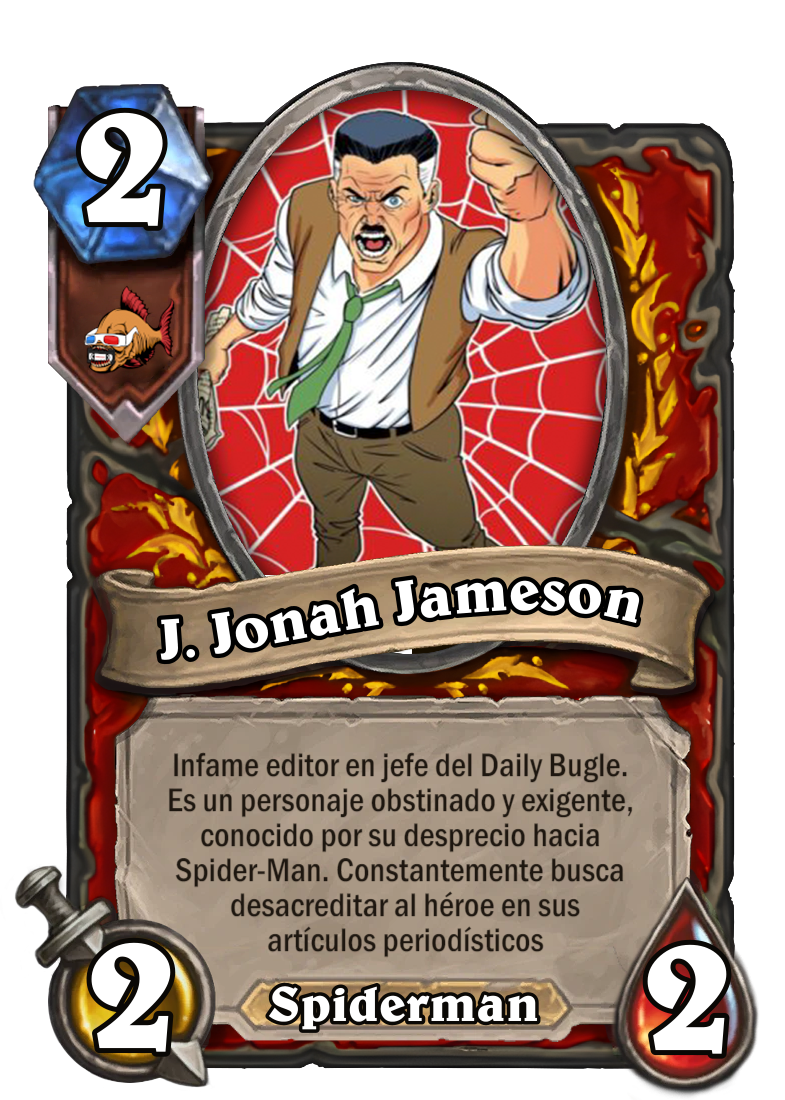 2
J. Jonah Jameson
Infame editor en jefe del Daily Bugle.
Es un personaje obstinado y exigente,
conocido por su desprecio hacia
Spider-Man. Constantemente busca
desacreditar al héroe en sus
artículos periodísticos
2
Spiderman
2